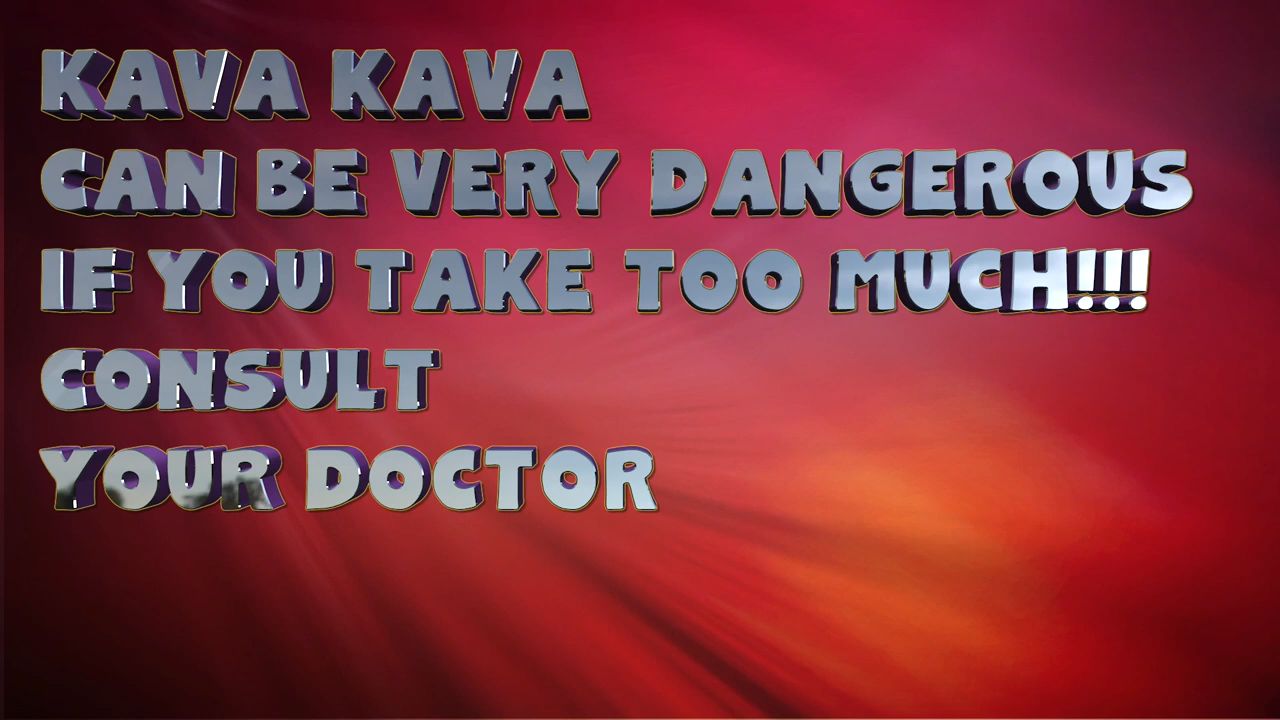 KAVA KAVA
CAN BE VERY DANGEROUS
IF YOU TAKE TOO MUCH!!!
CONSULT
YOUR DOCTOR